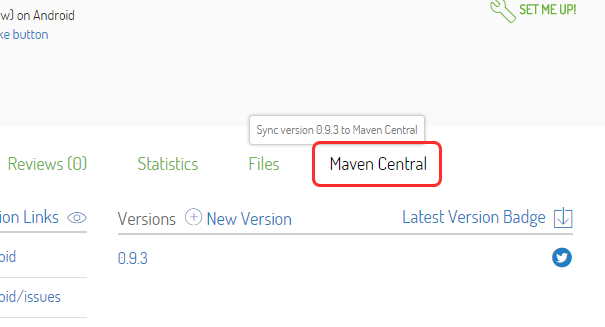 w) on Android
SET ME UP!
ke button
Sync version 0.9.3 to Maven Central
Reviews (0) Statistics Files Maven Central
ion Links Versions New Version Latest Version Badge
oid 0.9.3
oid/issues